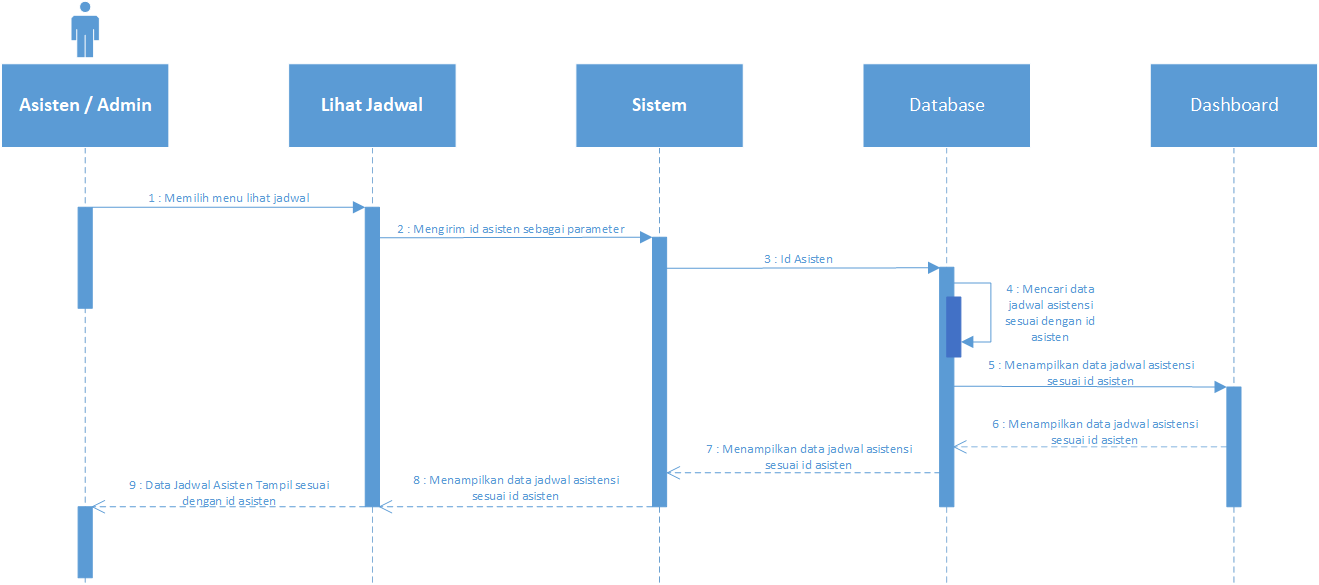 Asisten / Admin
Lihat Jadwal
Sistem
Database
Dashboard
1 : Memilih menu lihat jadwal
2 : Mengirim id asisten sebagai parameter
3 : Id Asisten
4 : Mencari data
jadwal asistensi
sesuai dengan id
asisten
5 : Menampilkan data jadwal asistensi
sesuai id asisten
6 : Menampilkan data jadwal asistensi
sesuai id asisten
7 : Menampilkan data jadwal asistensi
sesuai id asisten
8 : Menampilkan data jadwal asistensi
sesuai id asisten
9 : Data Jadwal Asisten Tampil sesuai
dengan id asisten